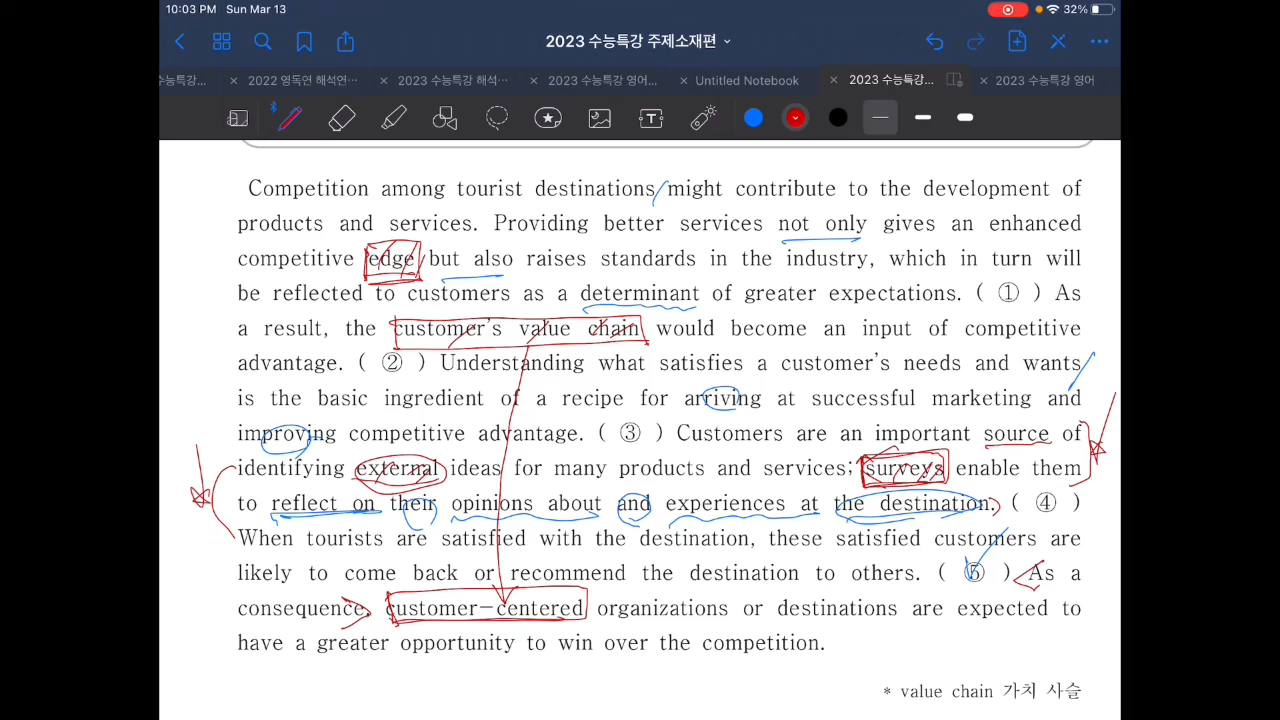 10:03 PM Sun Mar 13 32%
2023 수능특강 주제소재편
수능특강... × 2022 영독연 해석연... × 2023 수능특강 해석... × 2023 수능특강 영어... × Untitled Notebook × 2023 수능특강... × 2023 수능특강 영어
Competition among tourist destinations might contribute to the development of
products and services. Providing better services not only gives an enhanced
competitive edge but also raises standards in the industry, which in turn will
be reflected to customers as a determinant of greater expectations. ( ① ) As
a result, the customer's value chain would become an input of competitive
advantage. ( ② ) Understanding what satisfies a customer's needs and wants
is the basic ingredient of a recipe for arriving at successful marketing and
improving competitive advantage. ( ③ ) Customers are an important source of
identifying external ideas for many products and services; surveys enable them
to reflect on their opinions about and experiences at the destination. ( ④ )
When tourists are satisfied with the destination, these satisfied customers are
likely to come back or recommend the destination to others. ( ⑤ ) As a
consequence, customer-centered organizations or destinations are expected to
have a greater opportunity to win over the competition.
* value chain 가치 사슬